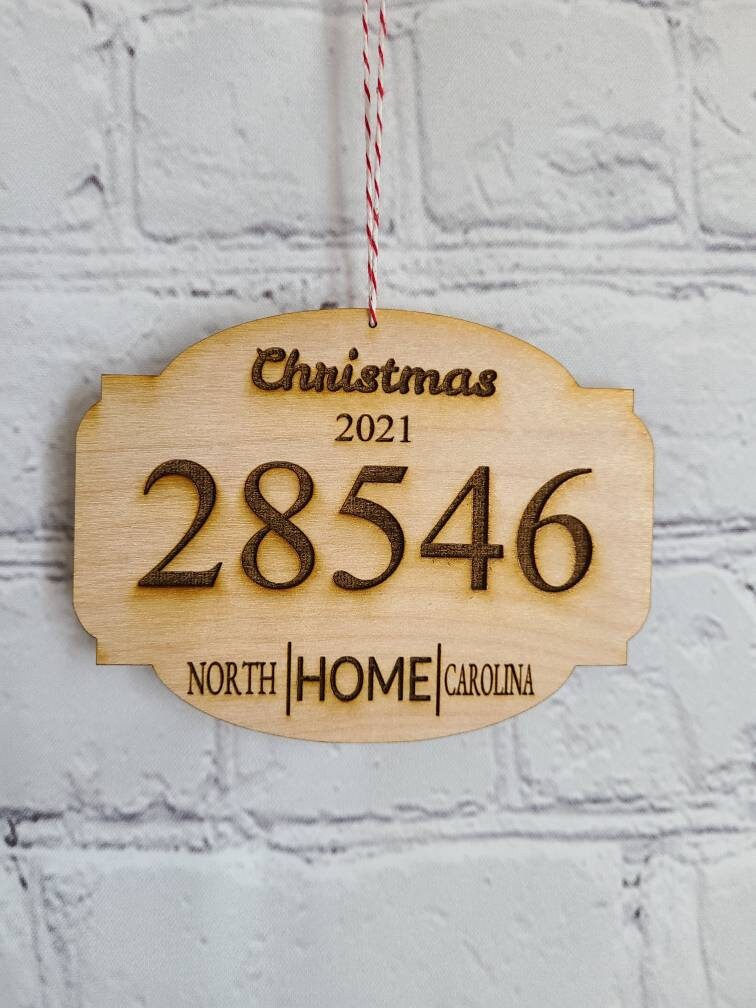 Christmas
2021
28546
NORTH |HOME| CAROLINA